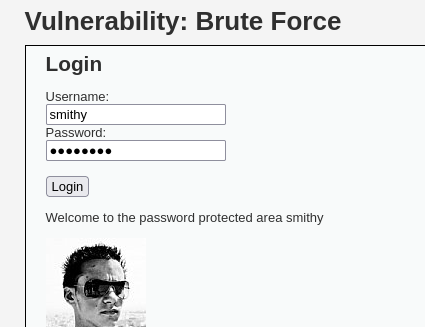 Vulnerability: Brute Force
Login
Username:
smithy
Password:
●●●●●●●●
Login
Welcome to the password protected area smithy